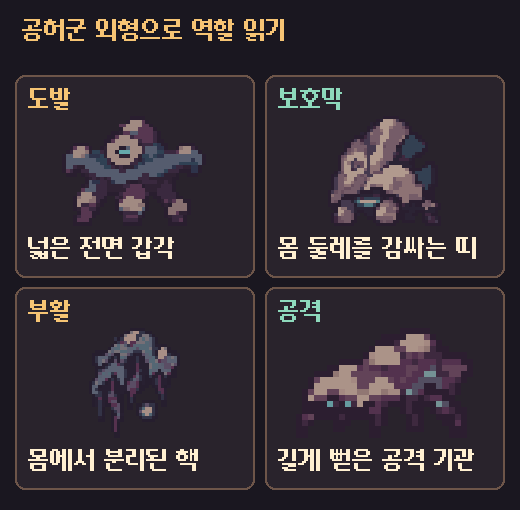 공허군 외형으로 역할 읽기
도발
보호막
넓은 전면 갑각
몸 둘레를 감싸는 띠
부활
공격
몸에서 분리된 핵
길게 뻗은 공격 기관